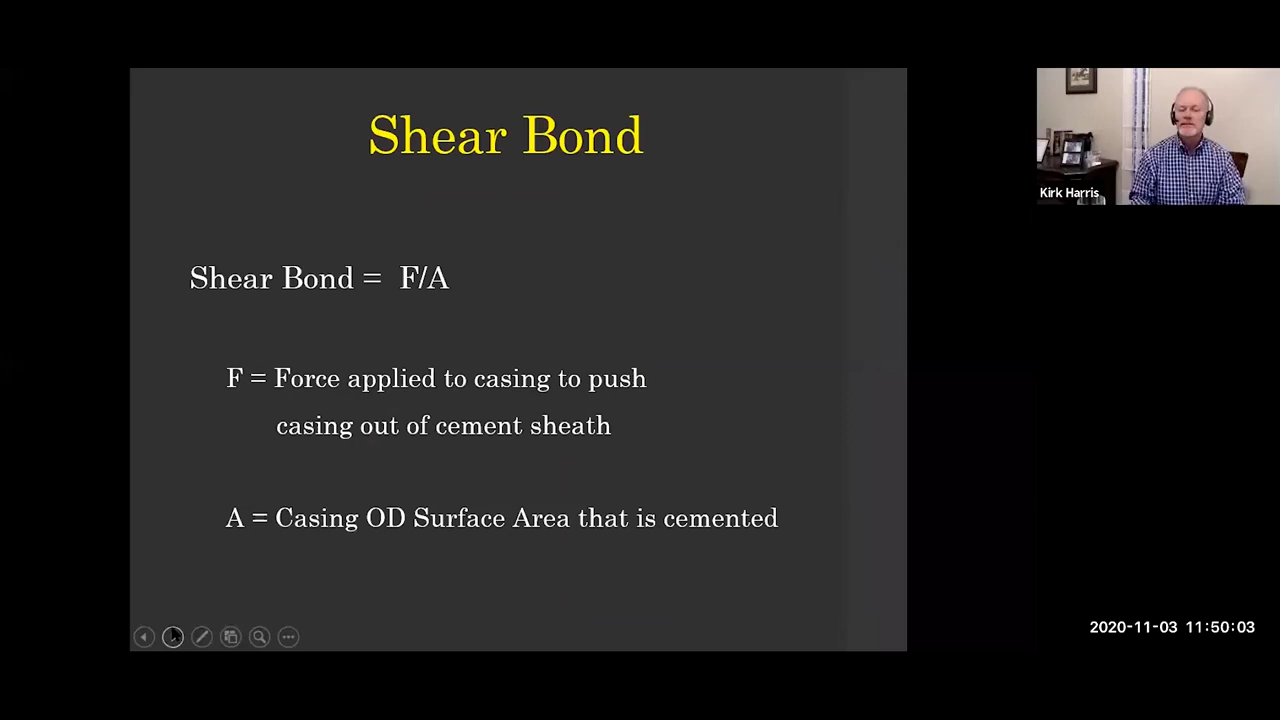 Shear Bond
Shear Bond = F/A
F = Force applied to casing to push
casing out of cement sheath
A = Casing OD Surface Area that is cemented
Kirk Harris
2020-11-03 11:50:03